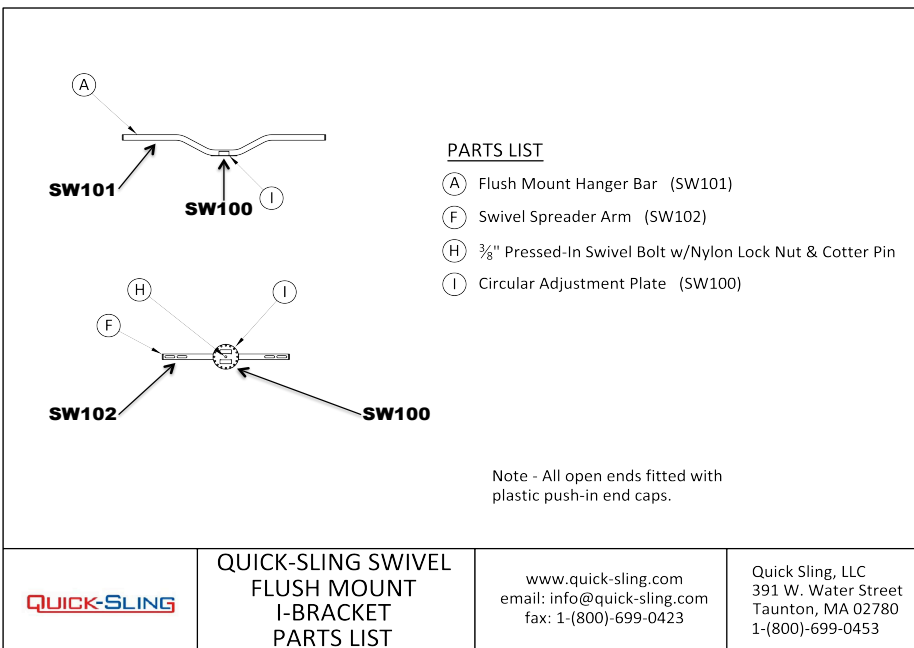 A
SW101
SW100
I
PARTS LIST
A Flush Mount Hanger Bar (SW101)
F Swivel Spreader Arm (SW102)
H ⅜" Pressed-In Swivel Bolt w/Nylon Lock Nut & Cotter Pin
I Circular Adjustment Plate (SW100)
H
I
F
SW102
SW100
Note - All open ends fitted with
plastic push-in end caps.
QUICK-SLING
QUICK-SLING SWIVEL
FLUSH MOUNT
I-BRACKET
PARTS LIST
www.quick-sling.com
email: info@quick-sling.com
fax: 1-(800)-699-0423
Quick Sling, LLC
391 W. Water Street
Taunton, MA 02780
1-(800)-699-0453